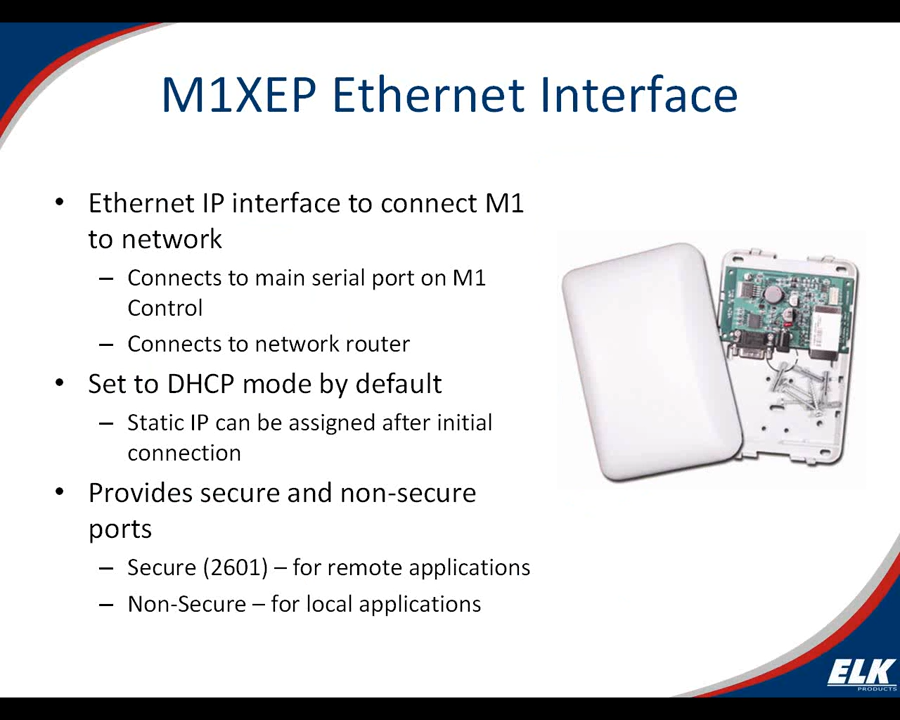 M1XEP Ethernet Interface
• Ethernet IP interface to connect M1
to network
– Connects to main serial port on M1
Control
– Connects to network router
• Set to DHCP mode by default
– Static IP can be assigned after initial
connection
• Provides secure and non-secure
ports
– Secure (2601) – for remote applications
– Non-Secure – for local applications
ELK
PRODUCTS